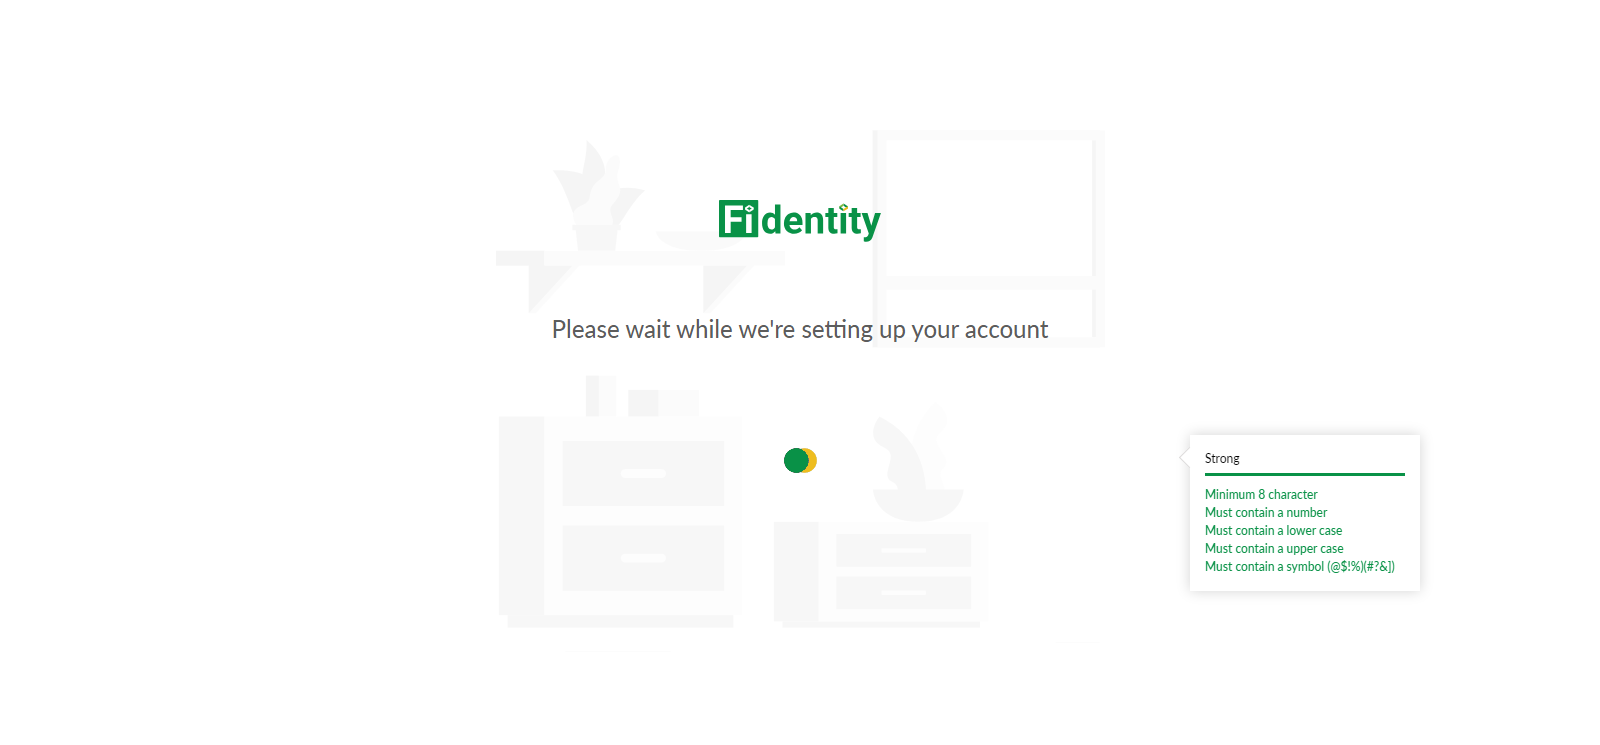 Fidentity
Please wait while we're setting up your account
Strong
Minimum 8 character
Must contain a number
Must contain a lower case
Must contain a upper case
Must contain a symbol (@$!%)(#?&])